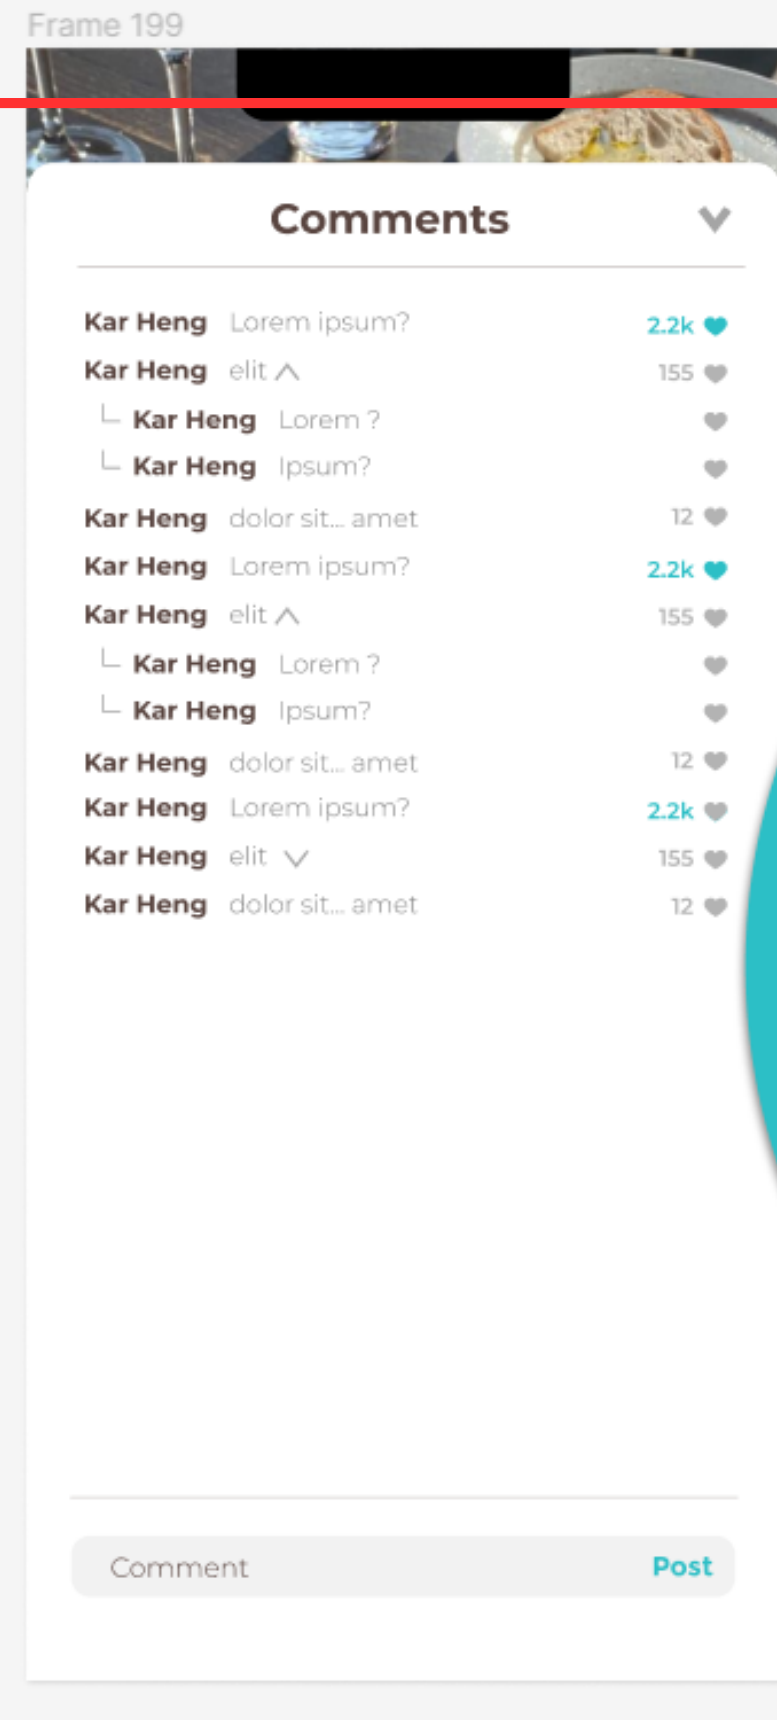 Frame 199
Comments
Kar Heng Lorem ipsum? 2.2k
Kar Heng elit 155
Kar Heng Lorem ?
Kar Heng Ipsum?
Kar Heng dolor sit... amet 12
Kar Heng Lorem ipsum? 2.2k
Kar Heng elit 155
Kar Heng Lorem ?
Kar Heng Ipsum?
Kar Heng dolor sit... amet 12
Kar Heng Lorem ipsum? 2.2k
Kar Heng elit 155
Kar Heng dolor sit... amet 12
Comment Post